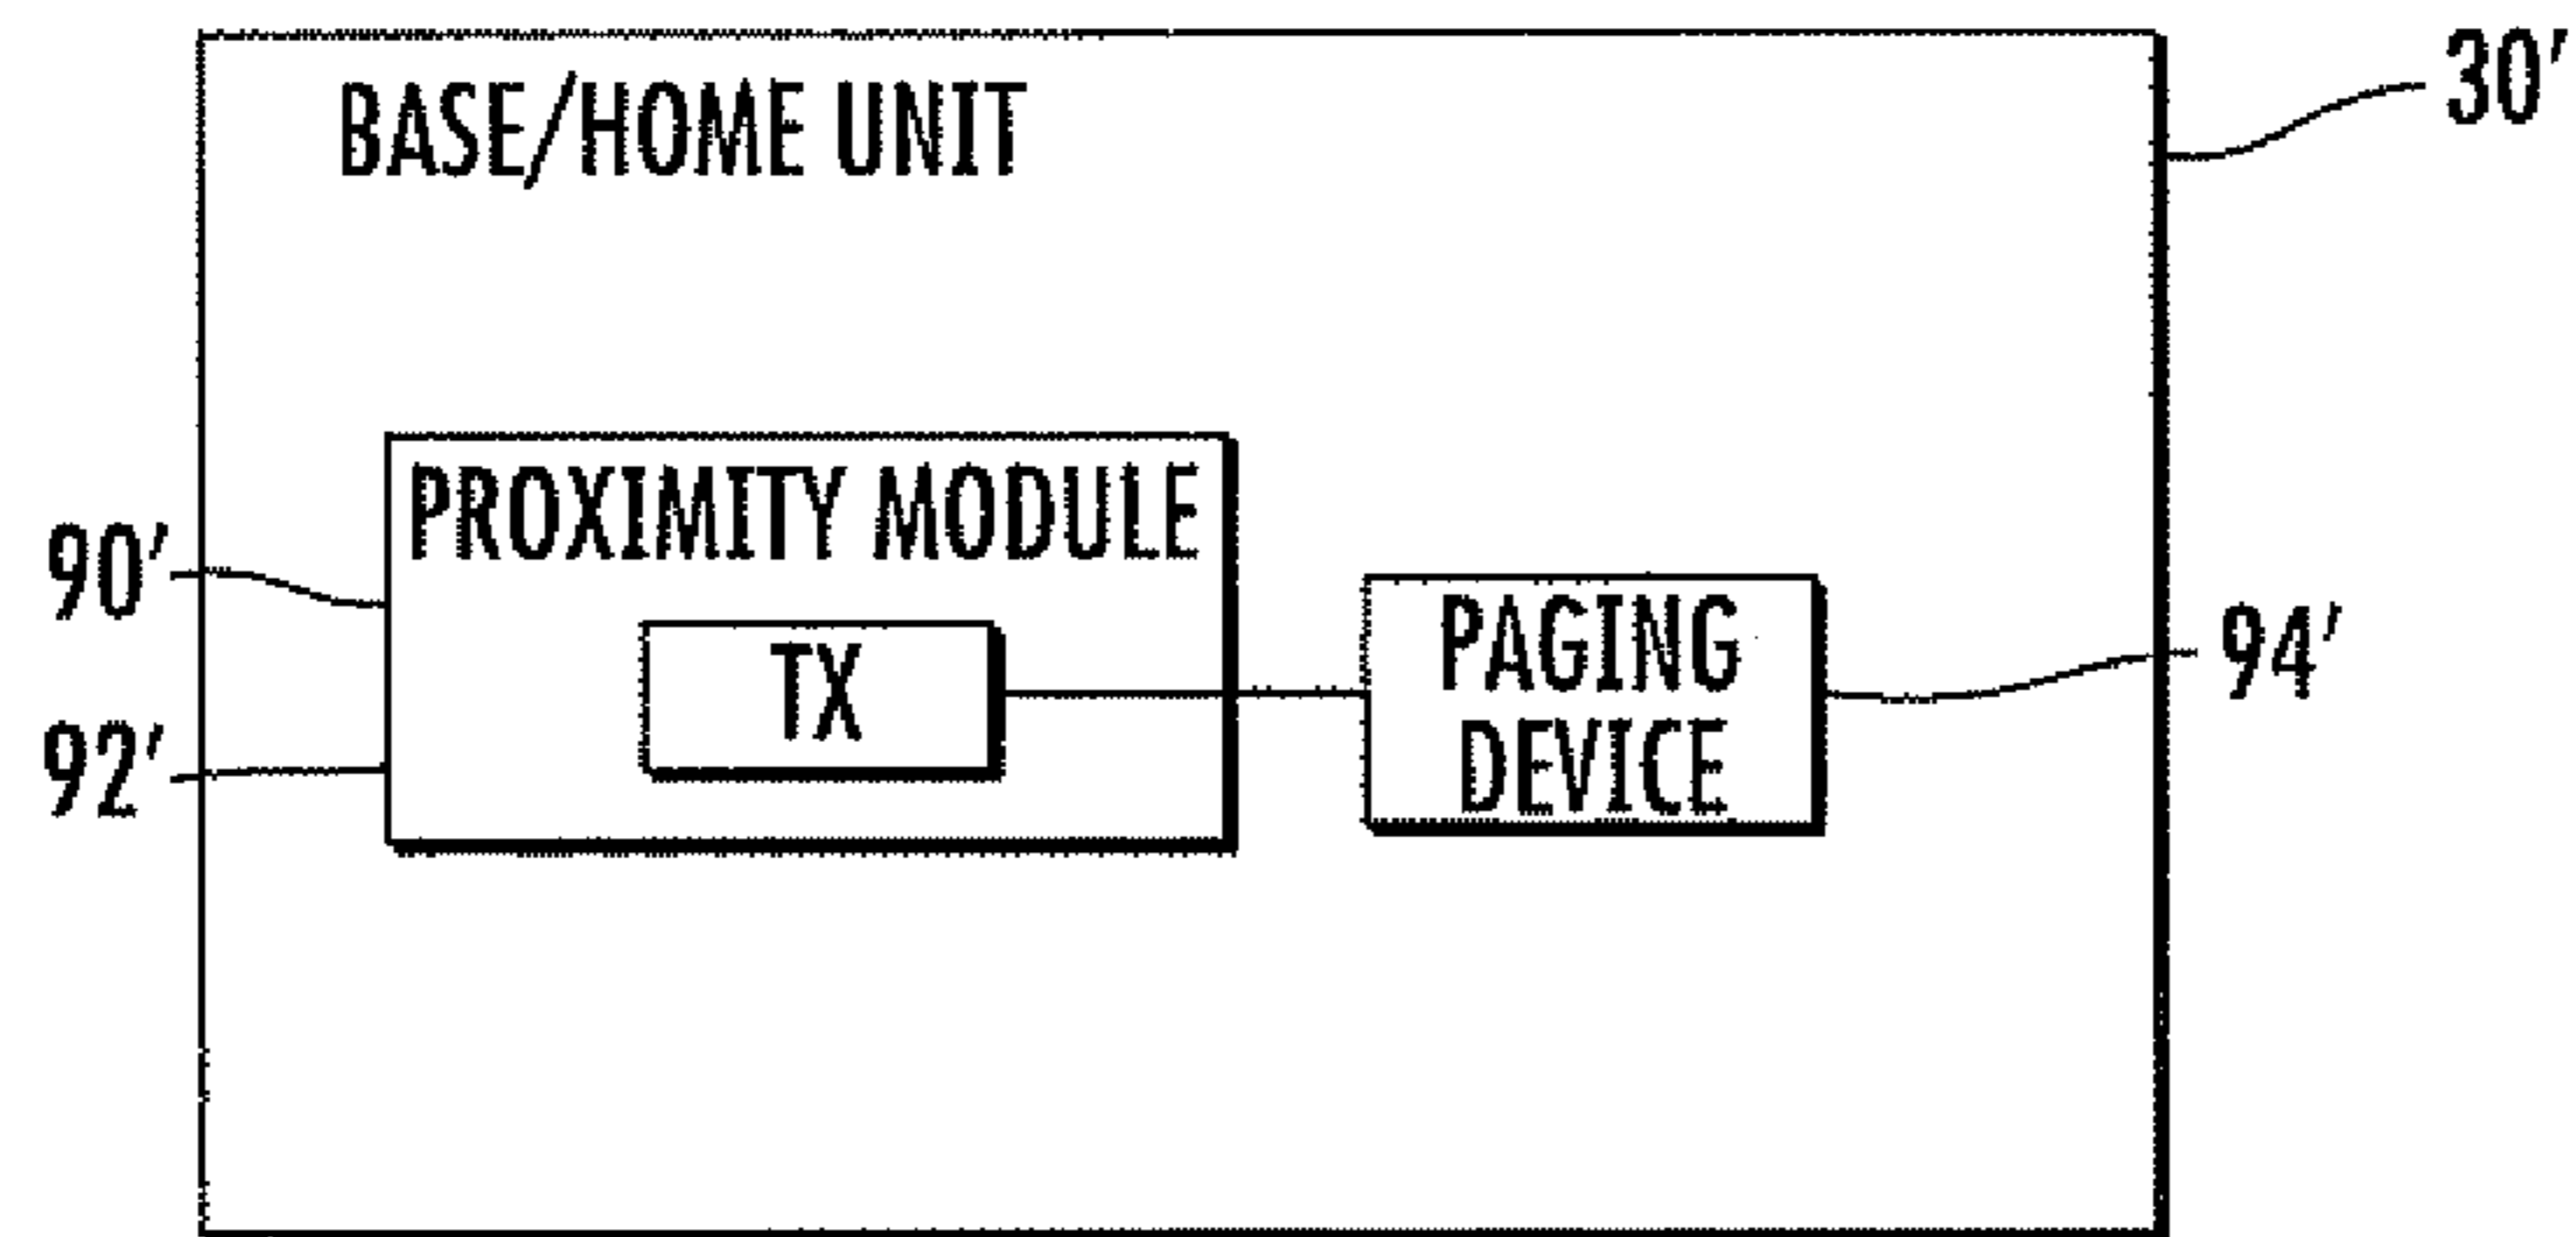 BASE/HOME UNIT
30'
PROXIMITY MODULE
90'
TX
PAGING
DEVICE
94'
92'